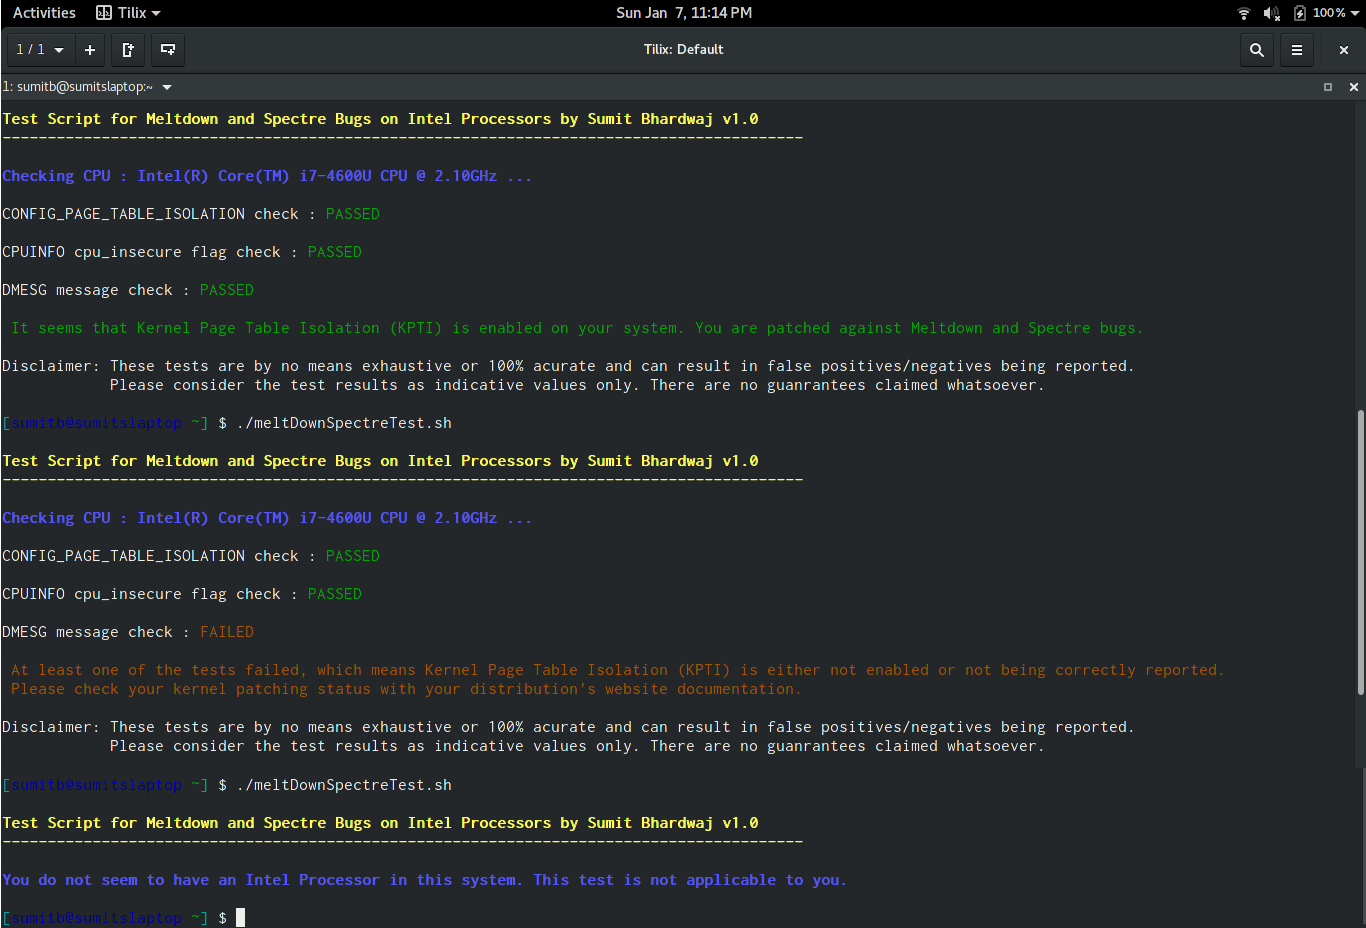 Activities Tilix Sun Jan 7, 11:14 PM 100%
1 / 1 Tilix: Default
1: sumitb@sumitslaptop:~
Test Script for Meltdown and Spectre Bugs on Intel Processors by Sumit Bhardwaj v1.0
-----------------------------------------------------------------------------------------
Checking CPU : Intel(R) Core(TM) i7-4600U CPU @ 2.10GHz ...
CONFIG_PAGE_TABLE_ISOLATION check : PASSED
CPUINFO cpu_insecure flag check : PASSED
DMESG message check : PASSED
It seems that Kernel Page Table Isolation (KPTI) is enabled on your system. You are patched against Meltdown and Spectre bugs.
Disclaimer: These tests are by no means exhaustive or 100% acurate and can result in false positives/negatives being reported.
Please consider the test results as indicative values only. There are no guanrantees claimed whatsoever.
[sumitb@sumitslaptop ~] $ ./meltDownSpectreTest.sh
Test Script for Meltdown and Spectre Bugs on Intel Processors by Sumit Bhardwaj v1.0
-----------------------------------------------------------------------------------------
Checking CPU : Intel(R) Core(TM) i7-4600U CPU @ 2.10GHz ...
CONFIG_PAGE_TABLE_ISOLATION check : PASSED
CPUINFO cpu_insecure flag check : PASSED
DMESG message check : FAILED
At least one of the tests failed, which means Kernel Page Table Isolation (KPTI) is either not enabled or not being correctly reported.
Please check your kernel patching status with your distribution's website documentation.
Disclaimer: These tests are by no means exhaustive or 100% acurate and can result in false positives/negatives being reported.
Please consider the test results as indicative values only. There are no guanrantees claimed whatsoever.
[sumitb@sumitslaptop ~] $ ./meltDownSpectreTest.sh
Test Script for Meltdown and Spectre Bugs on Intel Processors by Sumit Bhardwaj v1.0
-----------------------------------------------------------------------------------------
You do not seem to have an Intel Processor in this system. This test is not applicable to you.
[sumitb@sumitslaptop ~] $